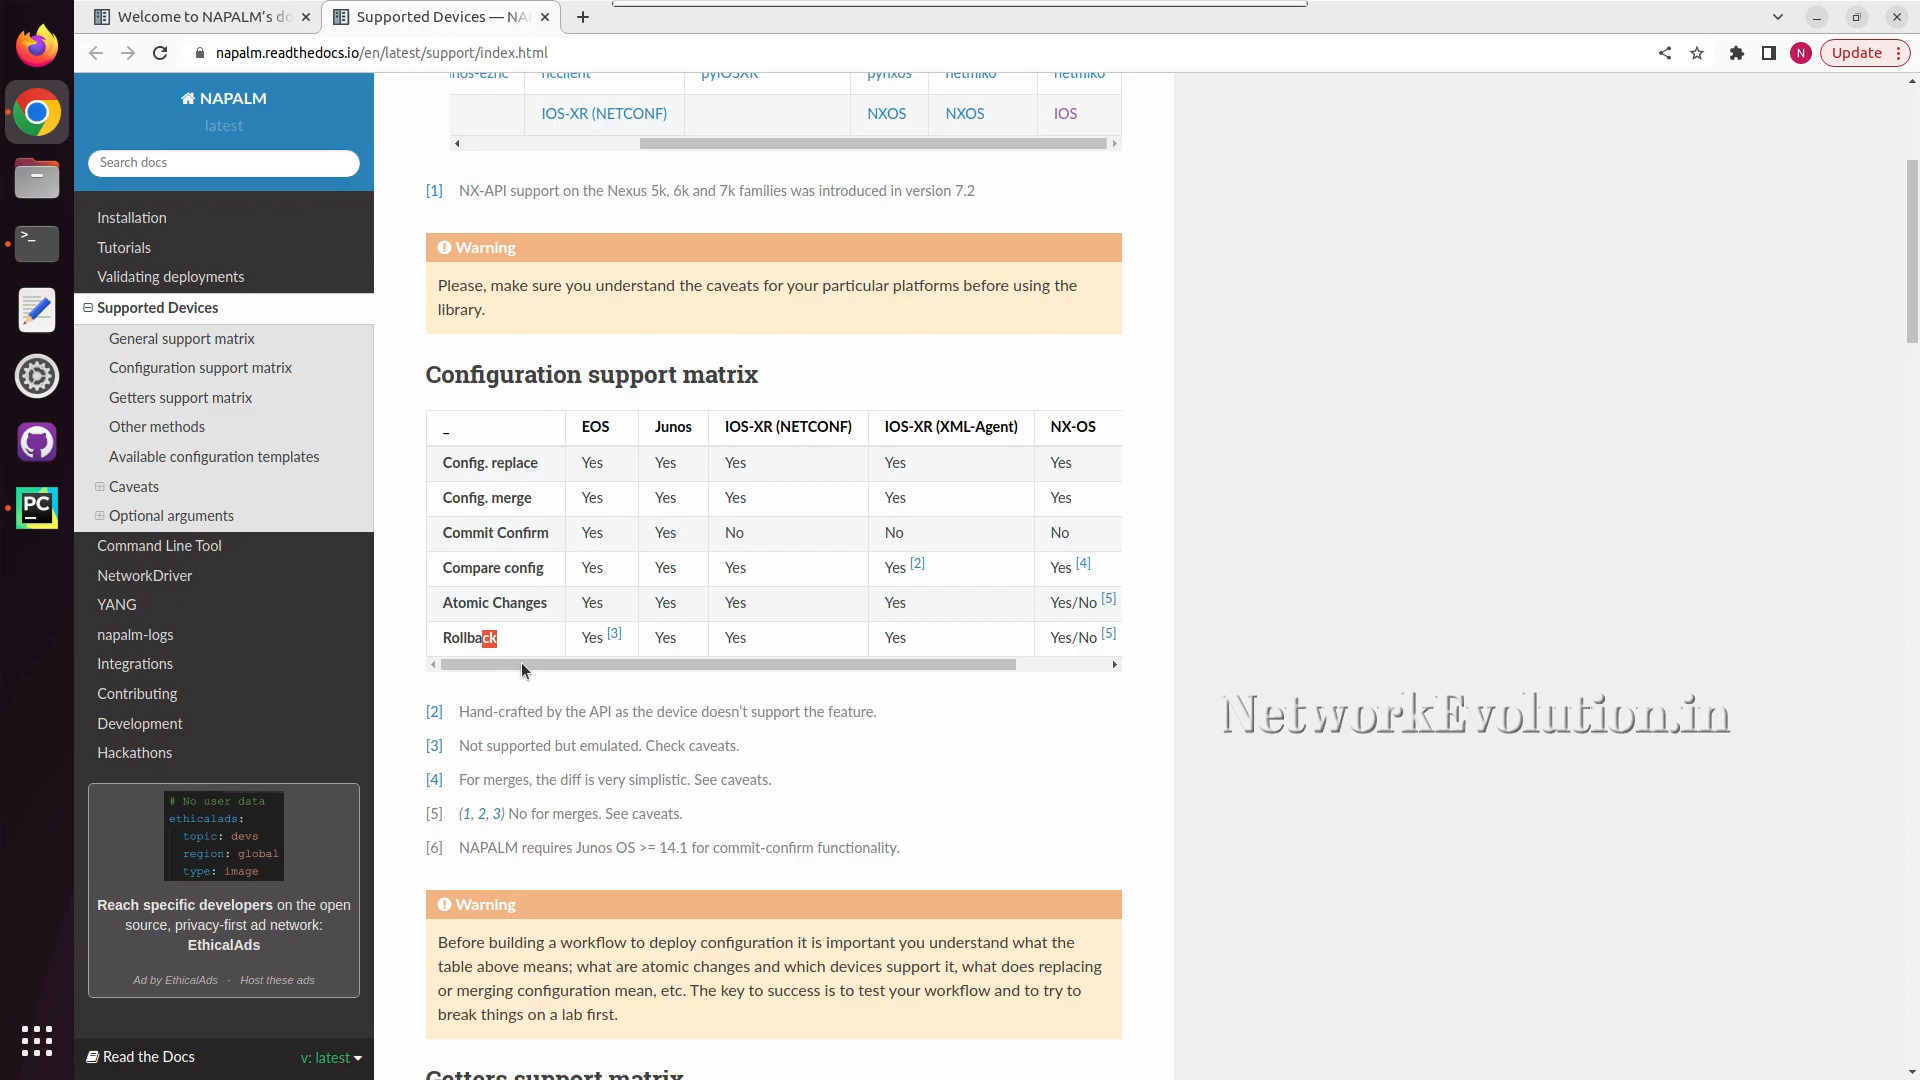 Welcome to NAPALM's do
Supported Devices — NA
napalm.readthedocs.io/en/latest/support/index.html
N
Update
NAPALM
latest
Search docs
Installation
Tutorials
Validating deployments
Supported Devices
General support matrix
Configuration support matrix
Getters support matrix
Other methods
Available configuration templates
Caveats
Optional arguments
Command Line Tool
NetworkDriver
YANG
napalm-logs
Integrations
Contributing
Development
Hackathons
# No user data
ethicalads:
topic: devs
region: global
type: image
Reach specific developers on the open
source, privacy-first ad network:
EthicalAds
Ad by EthicalAds · Host these ads
Read the Docs v: latest
ncclient pyIOSXR pynxos netmiko netmiko
IOS-XR (NETCONF) NXOS NXOS IOS
[1] NX-API support on the Nexus 5k, 6k and 7k families was introduced in version 7.2
Warning
Please, make sure you understand the caveats for your particular platforms before using the
library.
Configuration support matrix
_ EOS Junos IOS-XR (NETCONF) IOS-XR (XML-Agent) NX-OS
Config. replace Yes Yes Yes Yes Yes
Config. merge Yes Yes Yes Yes Yes
Commit Confirm Yes Yes No No No
Compare config Yes Yes Yes Yes [2] Yes [4]
Atomic Changes Yes Yes Yes Yes Yes/No [5]
Rollback Yes [3] Yes Yes Yes Yes/No [5]
[2] Hand-crafted by the API as the device doesn't support the feature.
[3] Not supported but emulated. Check caveats.
[4] For merges, the diff is very simplistic. See caveats.
[5] (1, 2, 3) No for merges. See caveats.
[6] NAPALM requires Junos OS >= 14.1 for commit-confirm functionality.
Warning
Before building a workflow to deploy configuration it is important you understand what the
table above means; what are atomic changes and which devices support it, what does replacing
or merging configuration mean, etc. The key to success is to test your workflow and to try to
break things on a lab first.
Getters support matrix
NetworkEvolution.in
PC